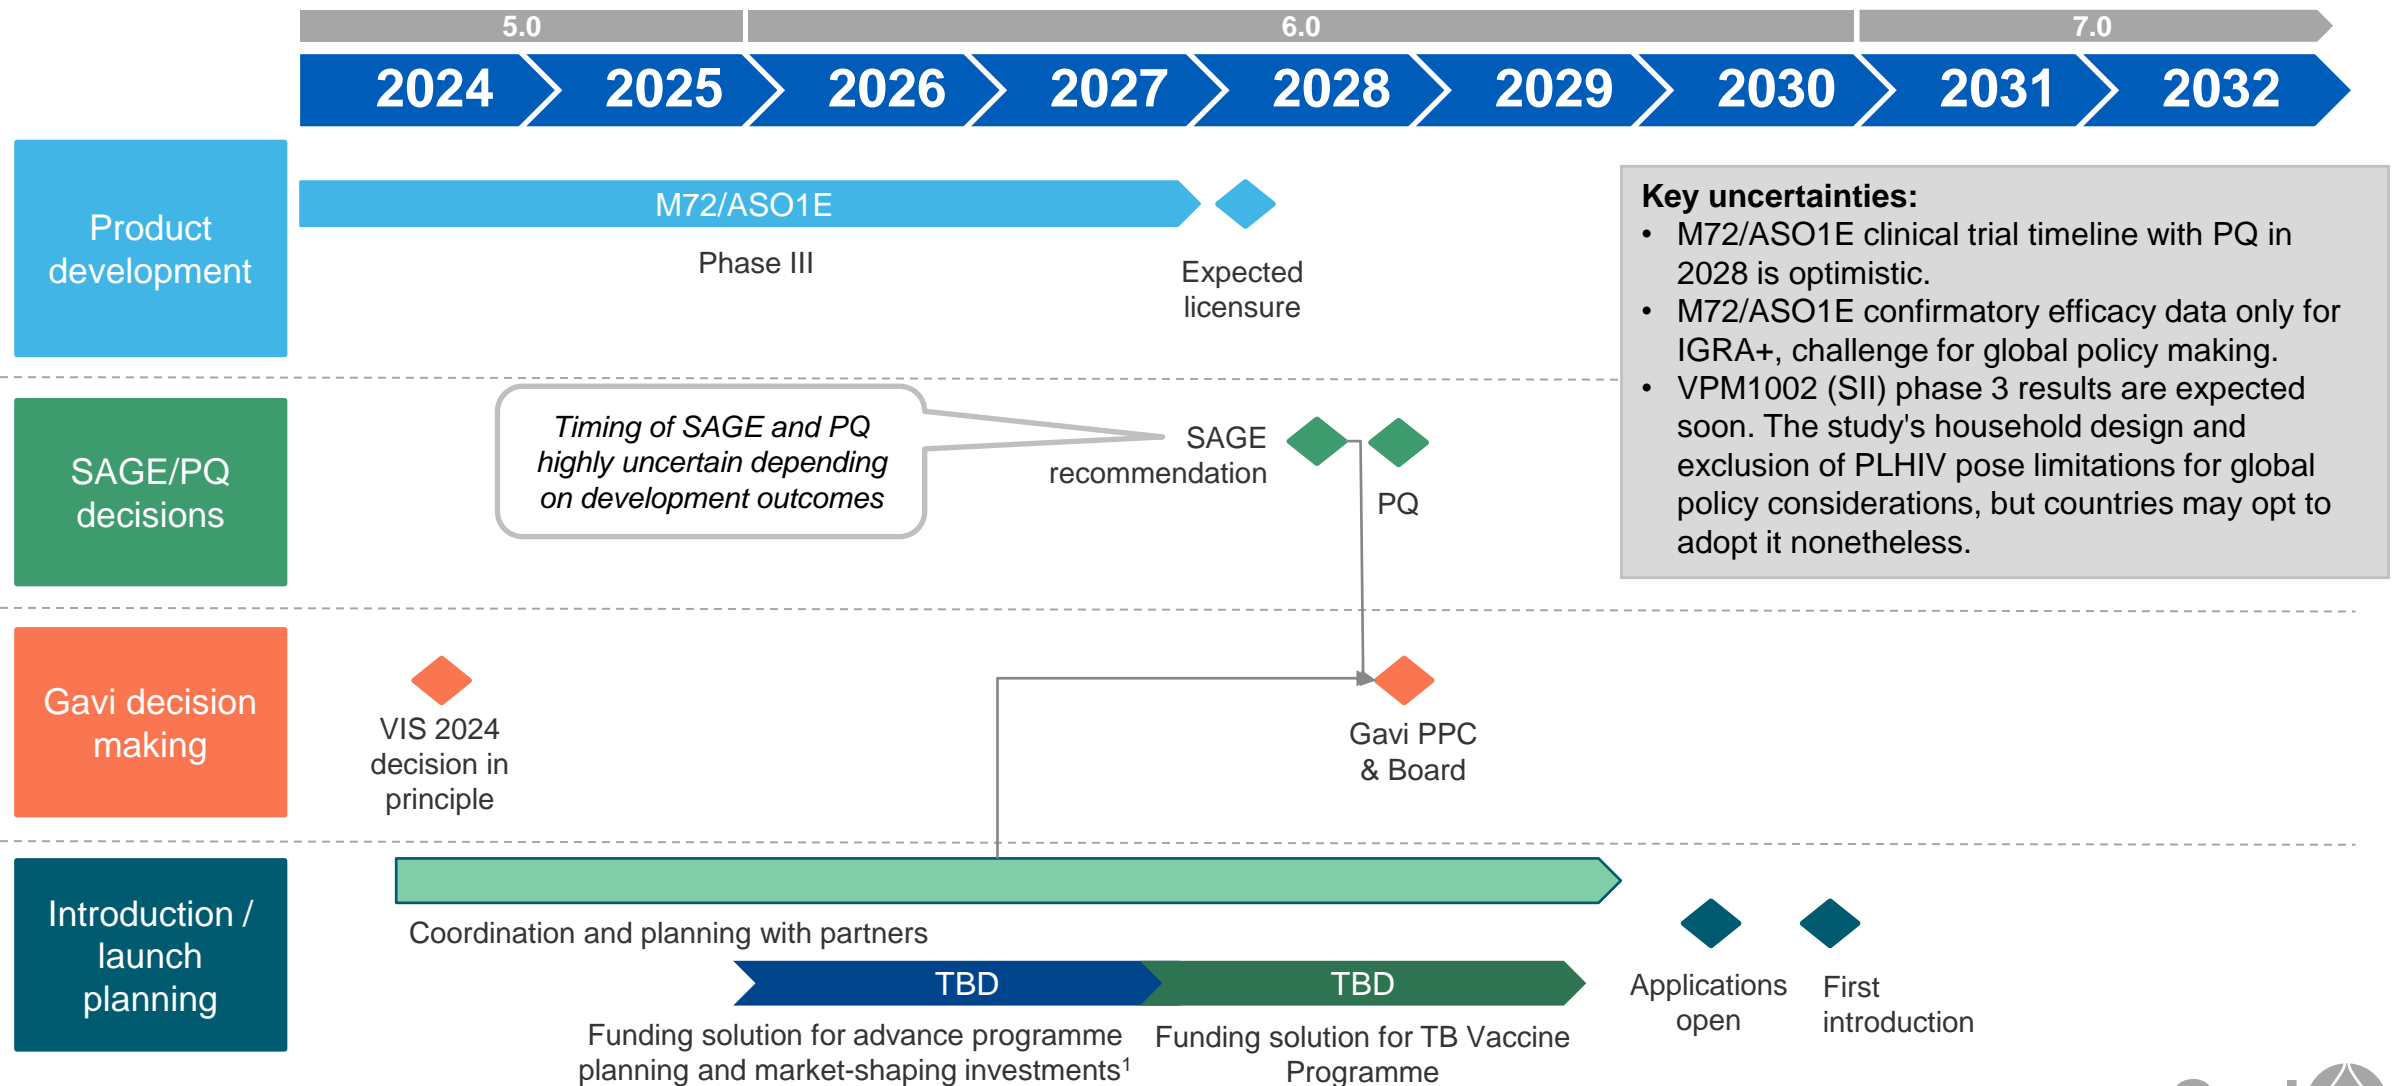 5.0
6.0
7.0
2024
2025
2026
2027
2028
2029
2030
2031
2032
Product
development
M72/ASO1E
Phase III
Expected
licensure
Key uncertainties:
• M72/ASO1E clinical trial timeline with PQ in
2028 is optimistic.
• M72/ASO1E confirmatory efficacy data only for
IGRA+, challenge for global policy making.
• VPM1002 (SII) phase 3 results are expected
soon. The study's household design and
exclusion of PLHIV pose limitations for global
policy considerations, but countries may opt to
adopt it nonetheless.
SAGE/PQ
decisions
Timing of SAGE and PQ
highly uncertain depending
on development outcomes
SAGE
recommendation
PQ
Gavi decision
making
VIS 2024
decision in
principle
Gavi PPC
& Board
Introduction /
launch
planning
Coordination and planning with partners
TBD
TBD
Funding solution for advance programme
planning and market-shaping investments¹
Funding solution for TB Vaccine
Programme
Applications
open
First
introduction